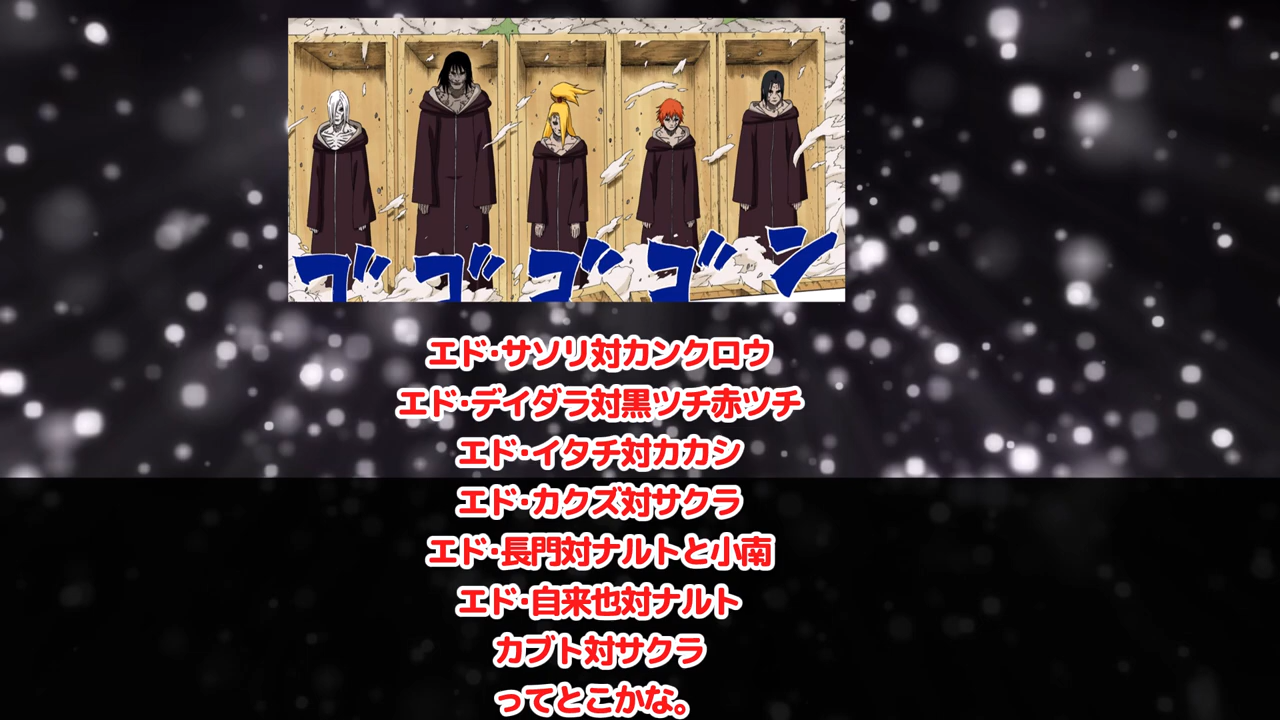 ゴゴゴゴン
エド・サソリ対カンクロウ
エド・デイダラ対黒ツチ赤ツチ
エド・イタチ対カカシ
エド・カクズ対サクラ
エド・長門対ナルトと小南
エド・自来也対ナルト
カブト対サクラ
ってとこかな。